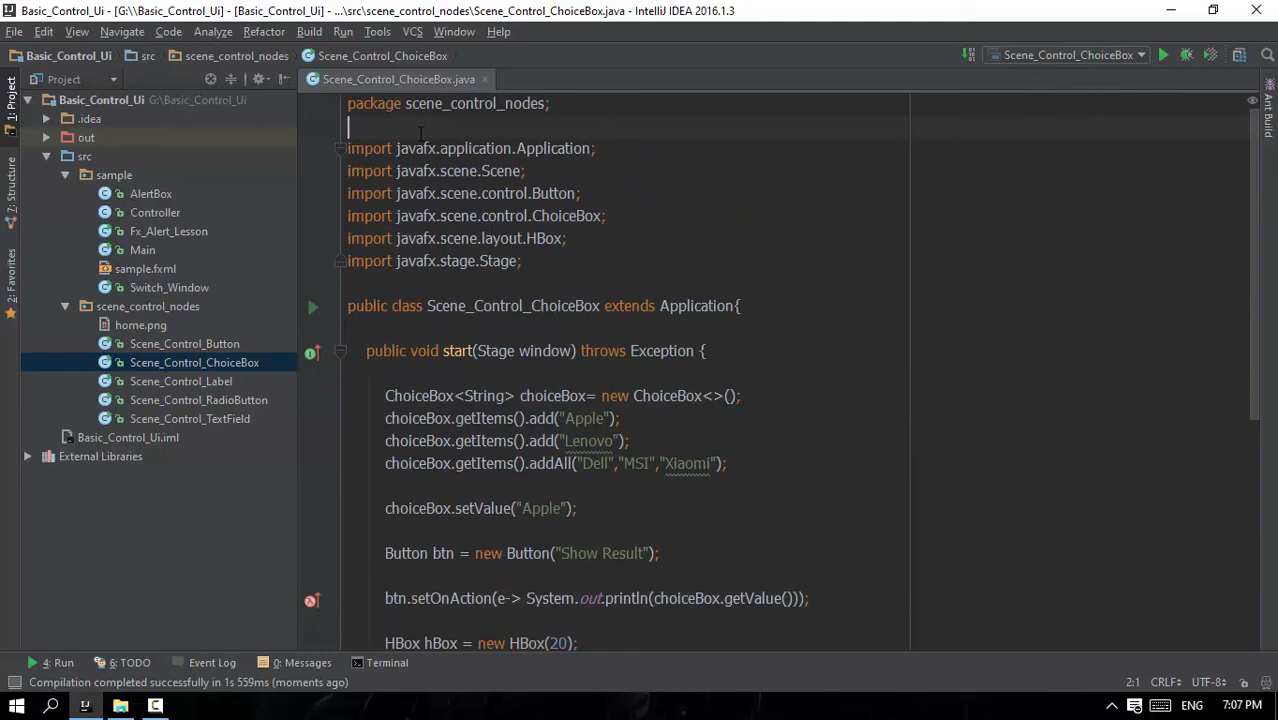 Basic_Control_Ui - [G:\\Basic_Control_Ui] - [Basic_Control_Ui] - ...\src\scene_control_nodes\Scene_Control_ChoiceBox.java - IntelliJ IDEA 2016.1.3
File Edit View Navigate Code Analyze Refactor Build Run Tools VCS Window Help
Basic_Control_Ui src scene_control_nodes Scene_Control_ChoiceBox Scene_Control_ChoiceBox
Project Scene_Control_ChoiceBox.java
1: Project
7: Structure
2: Favorites
Ant Build
Basic_Control_Ui G:\Basic_Control_Ui
.idea
out
src
sample
AlertBox
Controller
Fx_Alert_Lesson
Main
sample.fxml
Switch_Window
scene_control_nodes
home.png
Scene_Control_Button
Scene_Control_ChoiceBox
Scene_Control_Label
Scene_Control_RadioButton
Scene_Control_TextField
Basic_Control_Ui.iml
External Libraries
package scene_control_nodes;
import javafx.application.Application;
import javafx.scene.Scene;
import javafx.scene.control.Button;
import javafx.scene.control.ChoiceBox;
import javafx.scene.layout.HBox;
import javafx.stage.Stage;
public class Scene_Control_ChoiceBox extends Application{
public void start(Stage window) throws Exception {
ChoiceBox<String> choiceBox= new ChoiceBox<>();
choiceBox.getItems().add("Apple");
choiceBox.getItems().add("Lenovo");
choiceBox.getItems().addAll("Dell","MSI","Xiaomi");
choiceBox.setValue("Apple");
Button btn = new Button("Show Result");
btn.setOnAction(e-> System.out.println(choiceBox.getValue()));
HBox hBox = new HBox(20);
4: Run 6: TODO Event Log 0: Messages Terminal
Compilation completed successfully in 1s 559ms (moments ago) 2:1 CRLF÷ UTF-8÷
ENG 7:07 PM